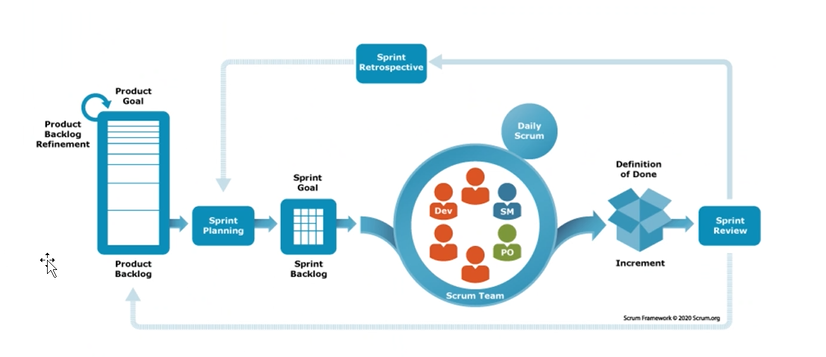 Sprint
Retrospective
Product
Goal
Product
Backlog
Refinement
Daily
Scrum
Sprint
Goal
Definition
of Done
Dev
SM
Sprint
Planning
Sprint
Review
PO
Product
Backlog
Sprint
Backlog
Increment
Scrum Team
Scrum Framework © 2020 Scrum.org